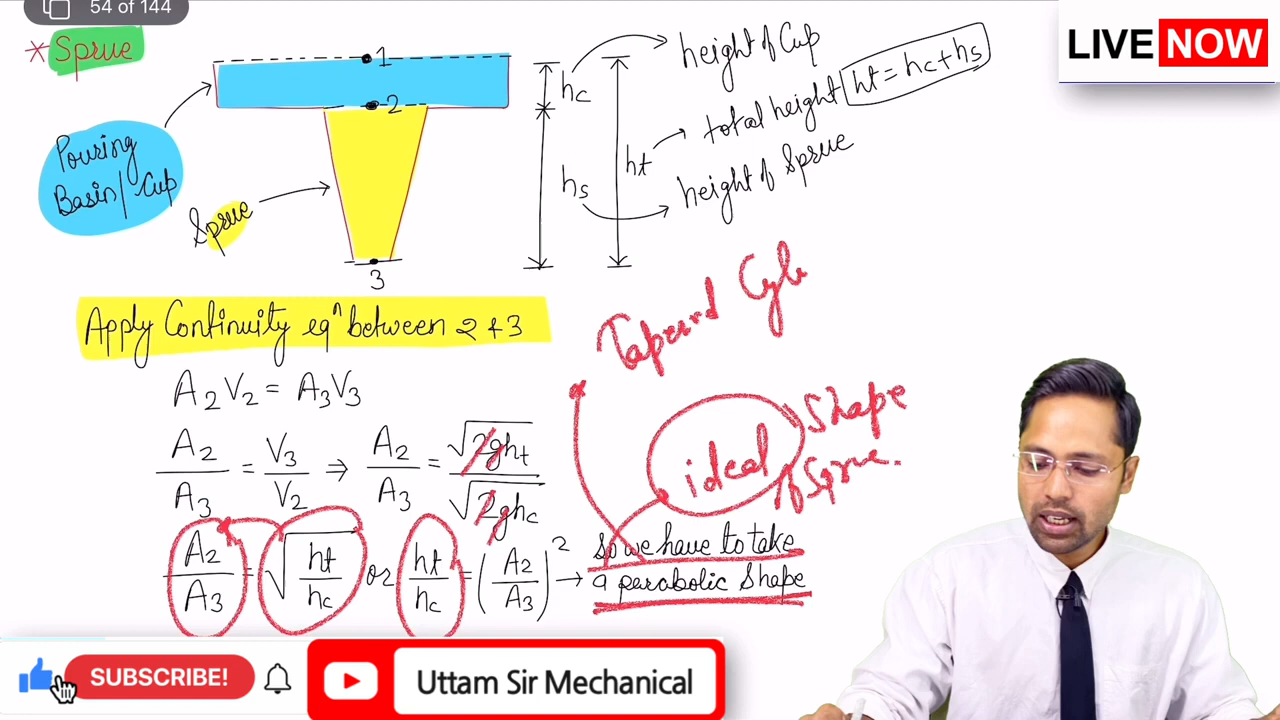 54 of 144
* Sprue
1
2
3
hc
hs
ht
height of Cup
total height ht = hc + hs
height of Sprue
Pouring
Basin / Cup
Sprue
Apply Continuity eqⁿ between 2 & 3
A2V2 = A3V3
A2/A3 = V3/V2 ⇒ A2/A3 = √2ght / √2ghc
A2/A3 = √ht/hc or ht/hc = (A2/A3)² → so we have to take
a parabolic Shape
Tapered
ideal Shape
of Sprue.
LIVE NOW
SUBSCRIBE!
Uttam Sir Mechanical